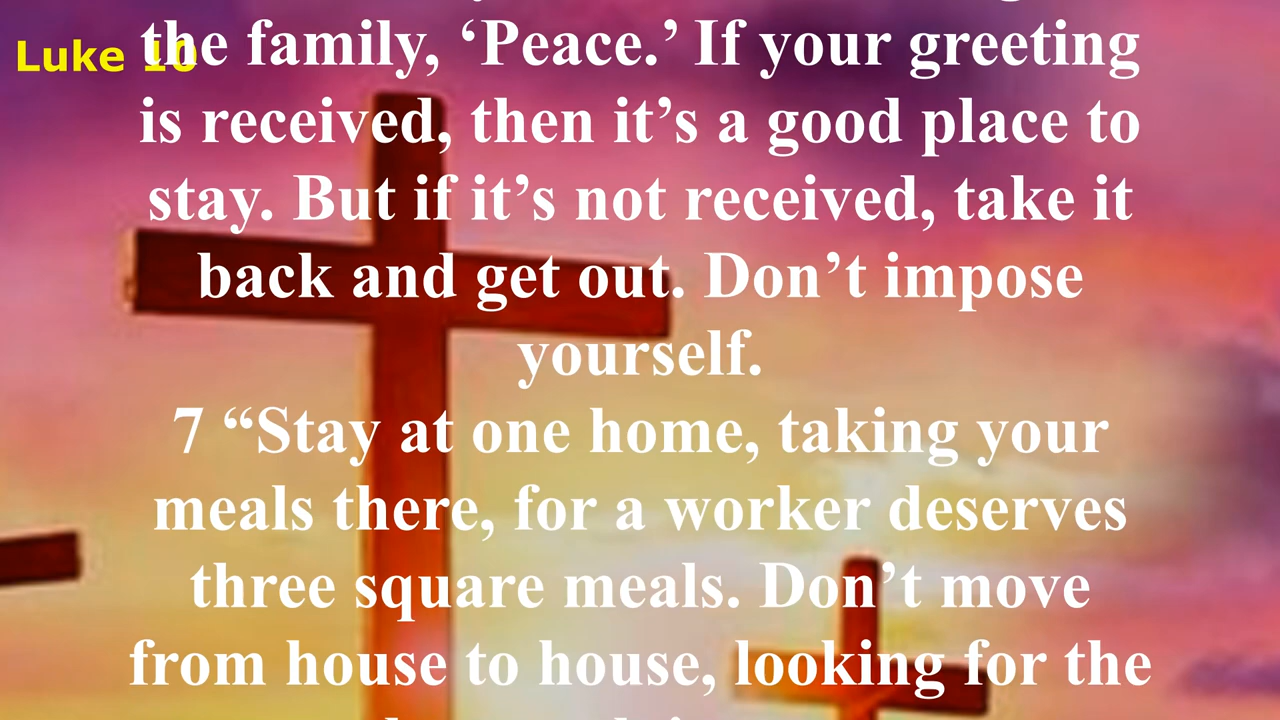 Luke 10
the family, ‘Peace.’ If your greeting
is received, then it’s a good place to
stay. But if it’s not received, take it
back and get out. Don’t impose
yourself.
7 “Stay at one home, taking your
meals there, for a worker deserves
three square meals. Don’t move
from house to house, looking for the